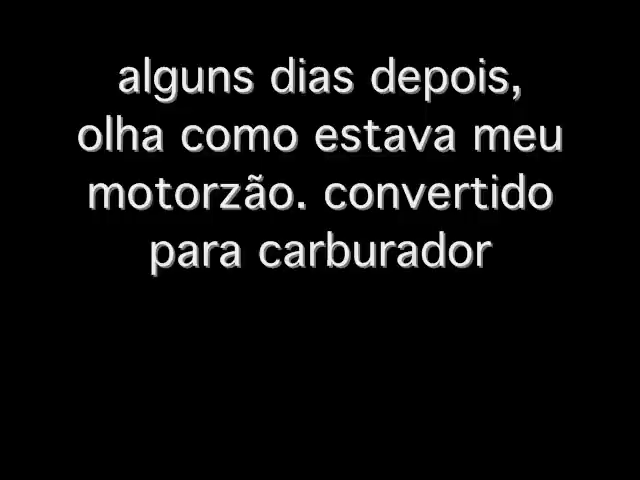 alguns dias depois,
olha como estava meu
motorzão. convertido
para carburador